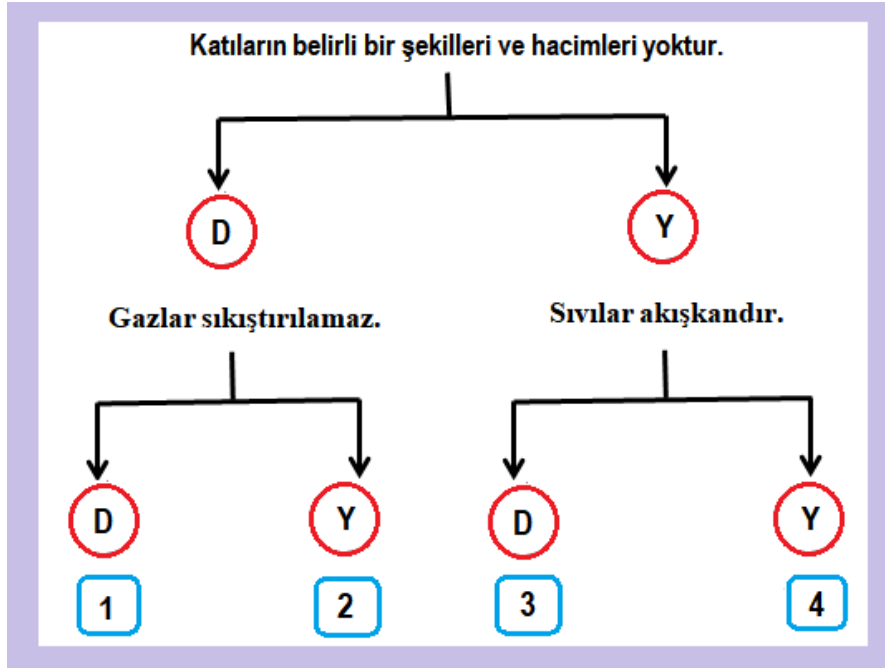 Katıların belirli bir şekilleri ve hacimleri yoktur.
D
Y
Gazlar sıkıştırılamaz.
Sıvılar akışkandır.
D
Y
D
Y
1
2
3
4